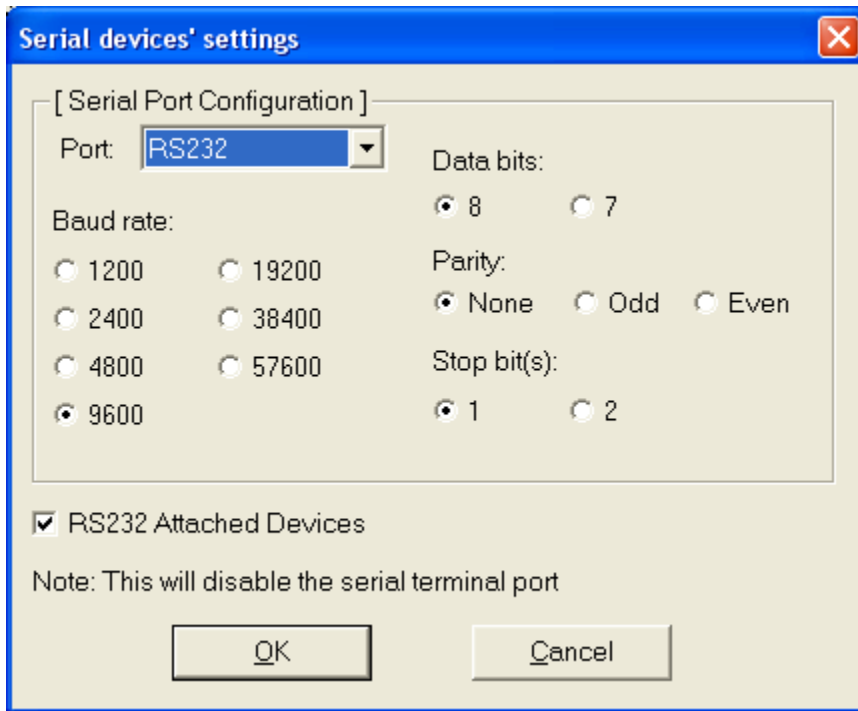 Serial devices' settings
[ Serial Port Configuration ]
Port: RS232
Baud rate:
1200 19200
2400 38400
4800 57600
9600
Data bits:
8 7
Parity:
None Odd Even
Stop bit(s):
1 2
RS232 Attached Devices
Note: This will disable the serial terminal port
OK Cancel